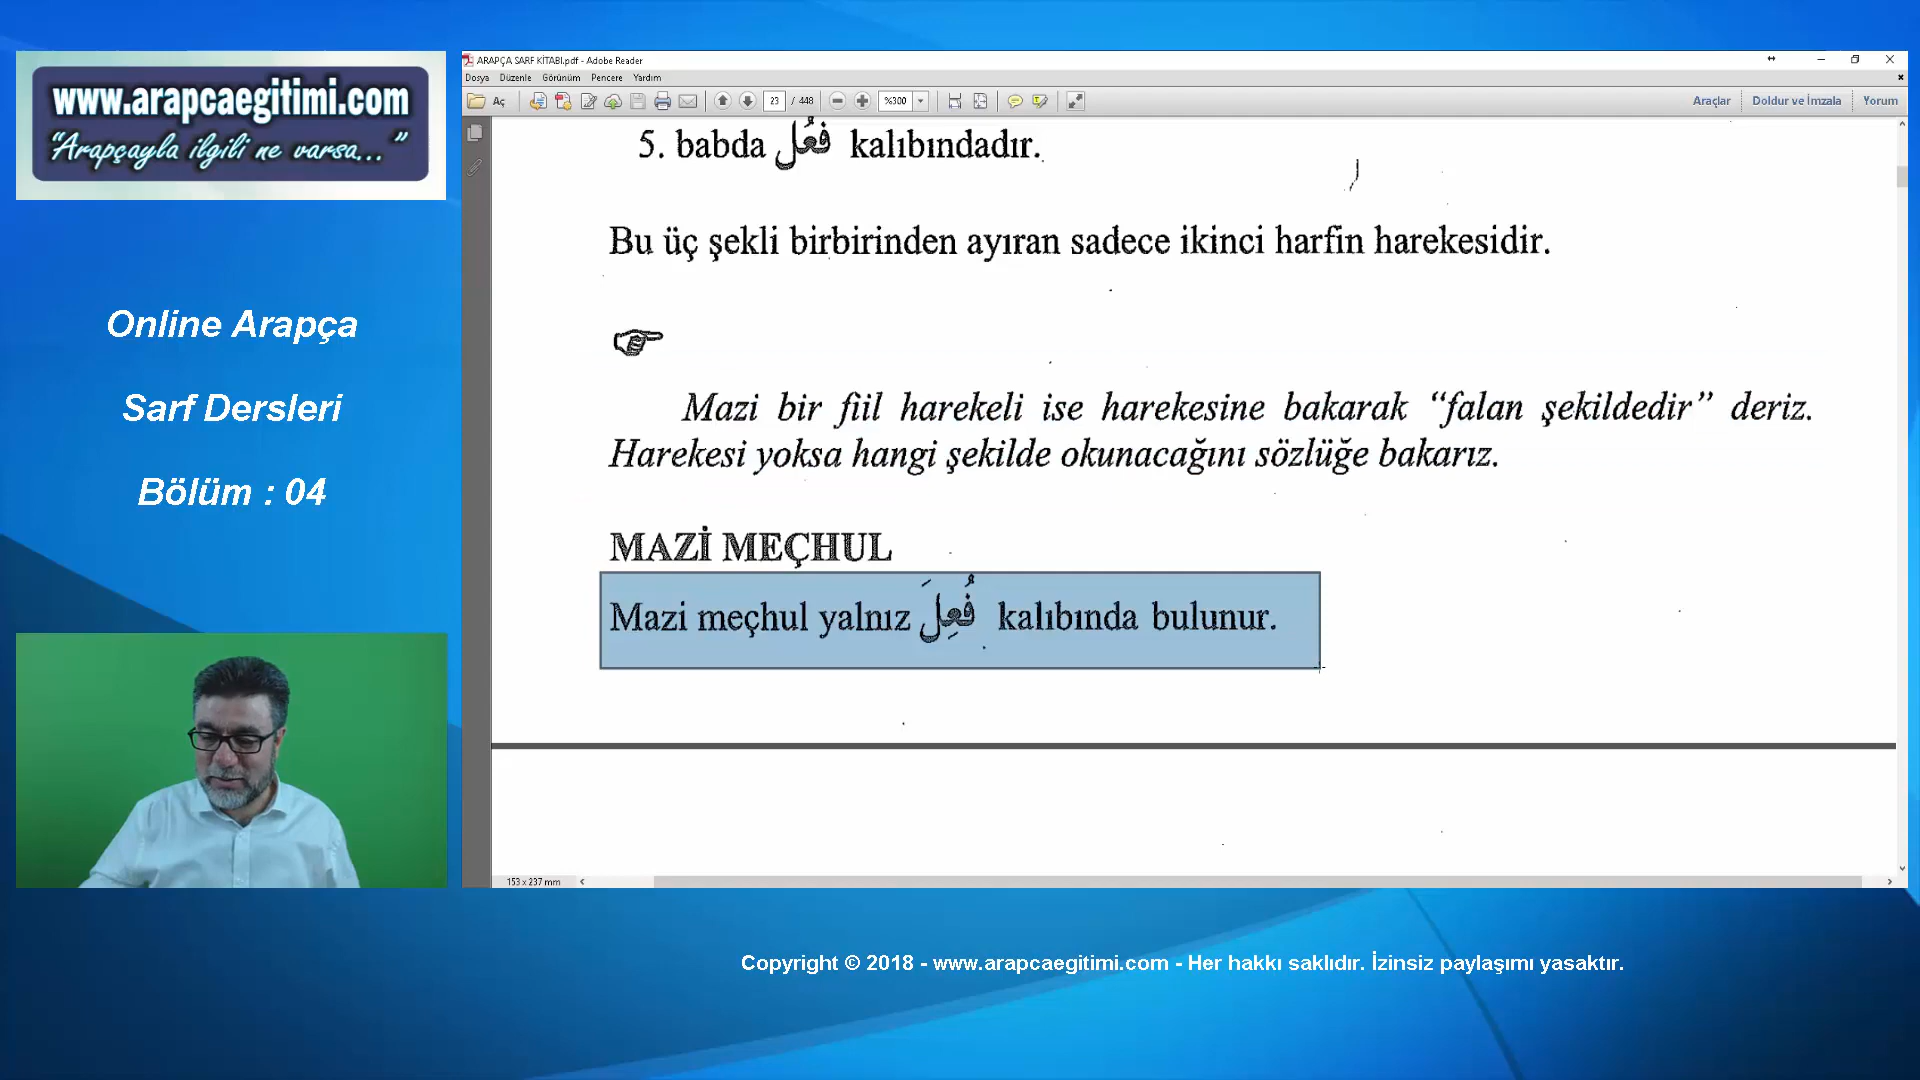 www.arapcaegitimi.com
"Arapçayla ilgili ne varsa..."
Online Arapça
Sarf Dersleri
Bölüm : 04
ARAPÇA SARF KİTABI.pdf - Adobe Reader
Dosya Düzenle Görünüm Pencere Yardım
Aç 23 / 448 %300 Araçlar Doldur ve İmzala Yorum
5. babda فَعُلَ kalıbındadır.
Bu üç şekli birbirinden ayıran sadece ikinci harfin harekesidir.
Mazi bir fiil harekeli ise harekesine bakarak "falan şekildedir" deriz.
Harekesi yoksa hangi şekilde okunacağını sözlüğe bakarız.
MAZİ MEÇHUL
Mazi meçhul yalnız فُعِلَ kalıbında bulunur.
153 x 237 mm
Copyright © 2018 - www.arapcaegitimi.com - Her hakkı saklıdır. İzinsiz paylaşımı yasaktır.